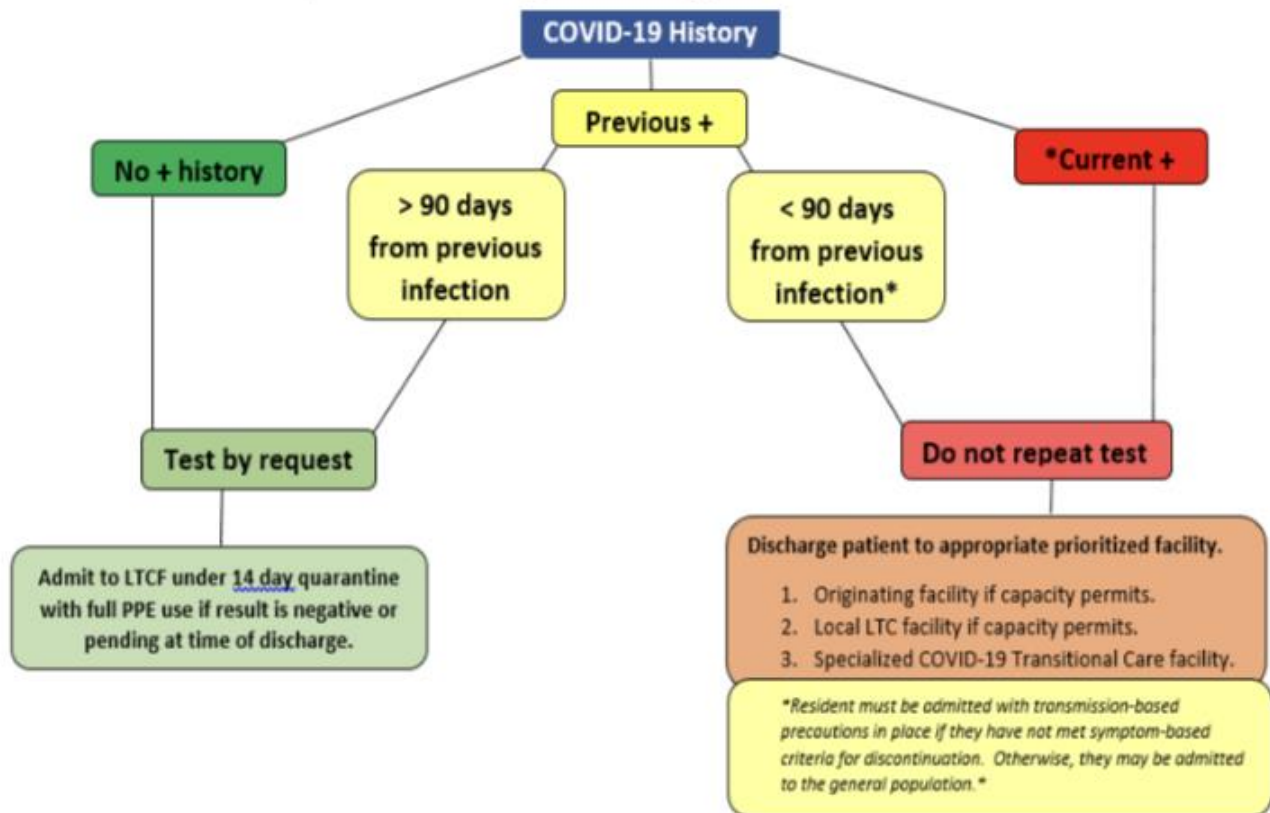 COVID-19 History
Previous +
No + history
*Current +
> 90 days
from previous
infection
< 90 days
from previous
infection*
Test by request
Do not repeat test
Admit to LTCF under 14 day quarantine
with full PPE use if result is negative or
pending at time of discharge.
Discharge patient to appropriate prioritized facility.
1. Originating facility if capacity permits.
2. Local LTC facility if capacity permits.
3. Specialized COVID-19 Transitional Care facility.
*Resident must be admitted with transmission-based
precautions in place if they have not met symptom-based
criteria for discontinuation. Otherwise, they may be admitted
to the general population.*